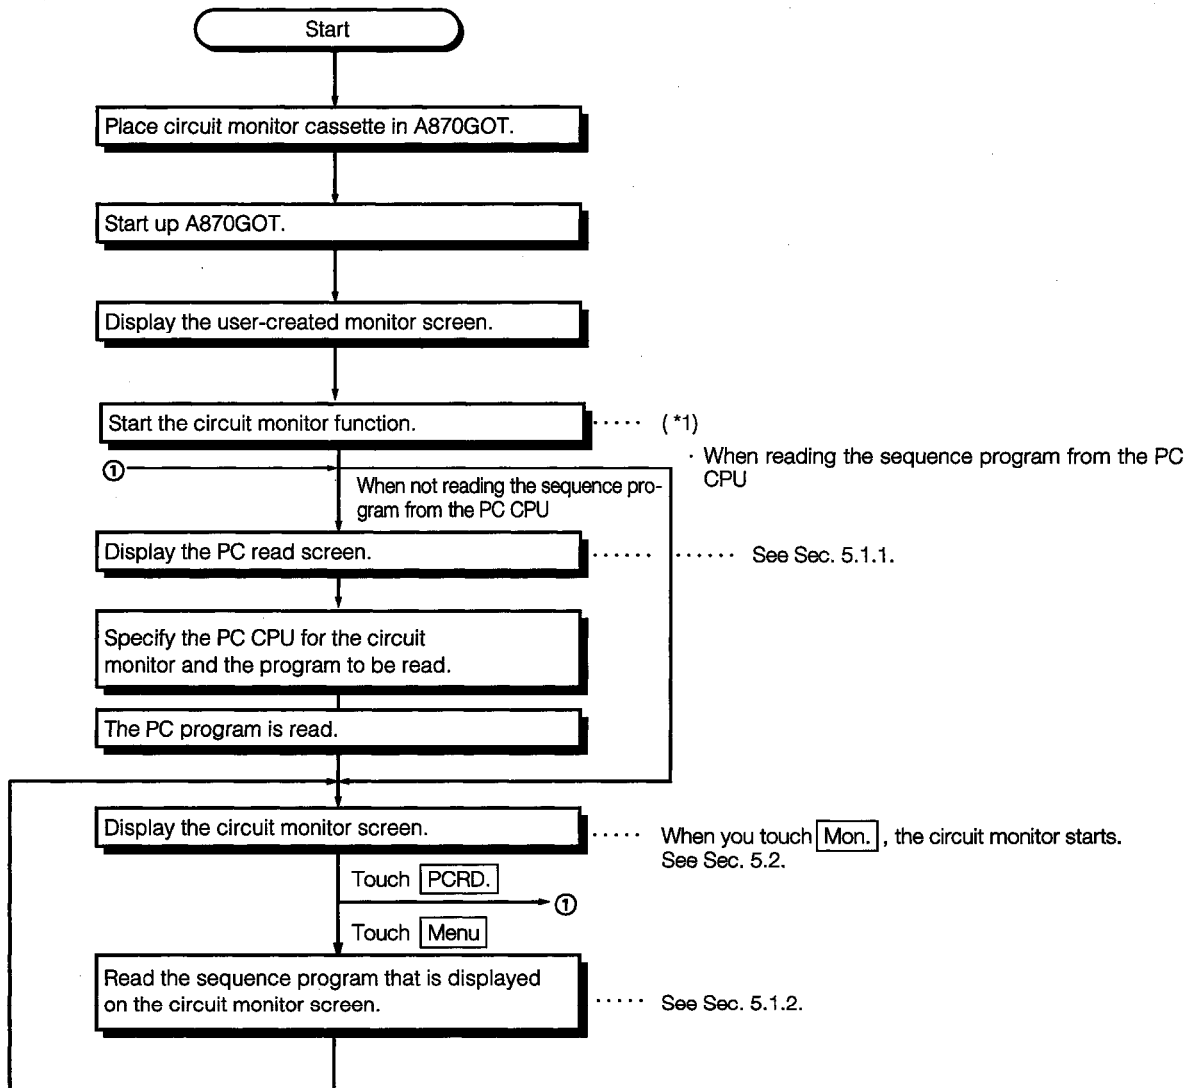 Start
Place circuit monitor cassette in A870GOT.
Start up A870GOT.
Display the user-created monitor screen.
Start the circuit monitor function.
····· ( *1)
· When reading the sequence program from the PC
CPU
①
When not reading the sequence pro-
gram from the PC CPU
Display the PC read screen.
······ ······ See Sec. 5.1.1.
Specify the PC CPU for the circuit
monitor and the program to be read.
The PC program is read.
Display the circuit monitor screen.
····· When you touch Mon. , the circuit monitor starts.
See Sec. 5.2.
Touch PCRD.
①
Touch Menu
Read the sequence program that is displayed
on the circuit monitor screen.
····· See Sec. 5.1.2.